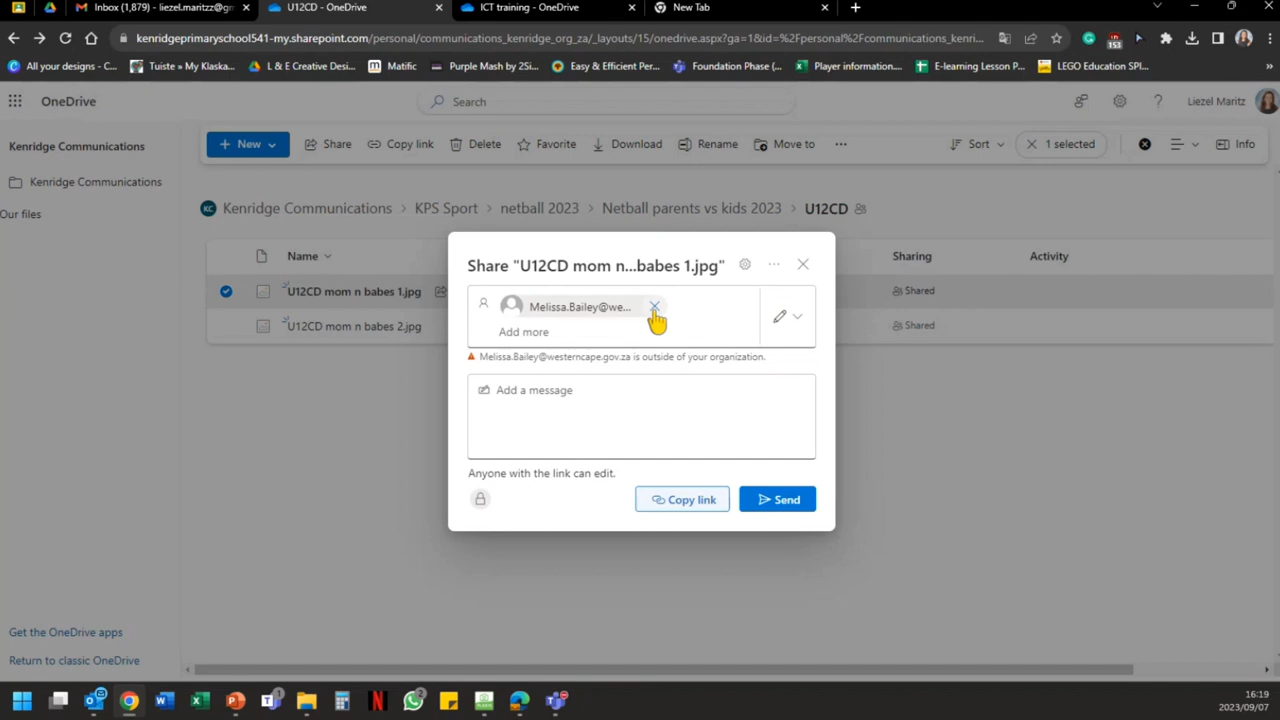 Inbox (1,879) - liezel.maritzz@gm
U12CD - OneDrive
ICT training - OneDrive
New Tab
kenridgeprimaryschool541-my.sharepoint.com/personal/communications_kenridge_org_za/_layouts/15/onedrive.aspx?ga=1&id=%2Fpersonal%2Fcommunications_kenri...
153
All your designs - C...
Tuiste » My Klaska...
L & E Creative Desi...
Matific
Purple Mash by 2Si...
Easy & Efficient Per...
Foundation Phase (...
Player information....
E-learning Lesson P...
LEGO Education SPI...
OneDrive
Search
Liezel Maritz
Kenridge Communications
New
Share
Copy link
Delete
Favorite
Download
Rename
Move to
Sort
1 selected
Info
Kenridge Communications
Our files
KC Kenridge Communications > KPS Sport > netball 2023 > Netball parents vs kids 2023 > U12CD
Name
Sharing
Activity
U12CD mom n babes 1.jpg
Shared
U12CD mom n babes 2.jpg
Shared
Share "U12CD mom n...babes 1.jpg"
Melissa.Bailey@we...
Add more
Melissa.Bailey@westerncape.gov.za is outside of your organization.
Add a message
Anyone with the link can edit.
Copy link
Send
Get the OneDrive apps
Return to classic OneDrive
16:19
2023/09/07